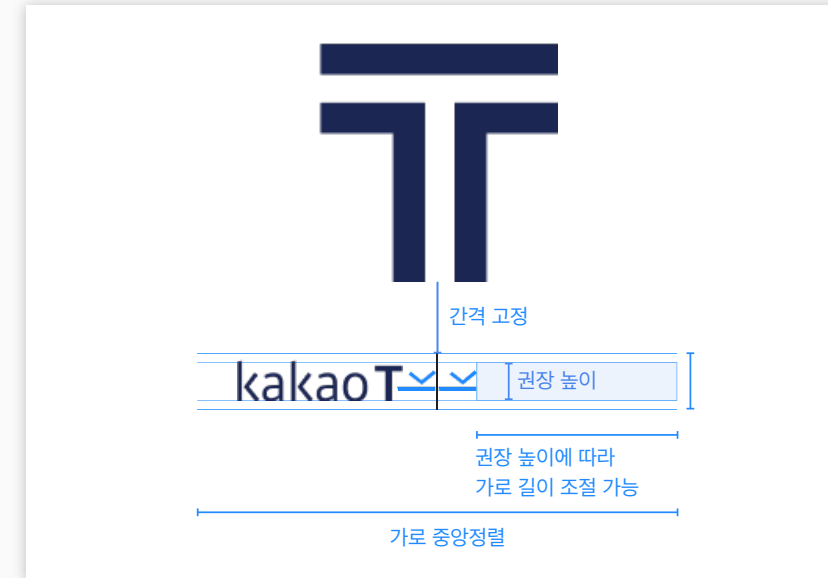 간격 고정
kakao T
권장 높이
권장 높이에 따라
가로 길이 조절 가능
가로 중앙정렬